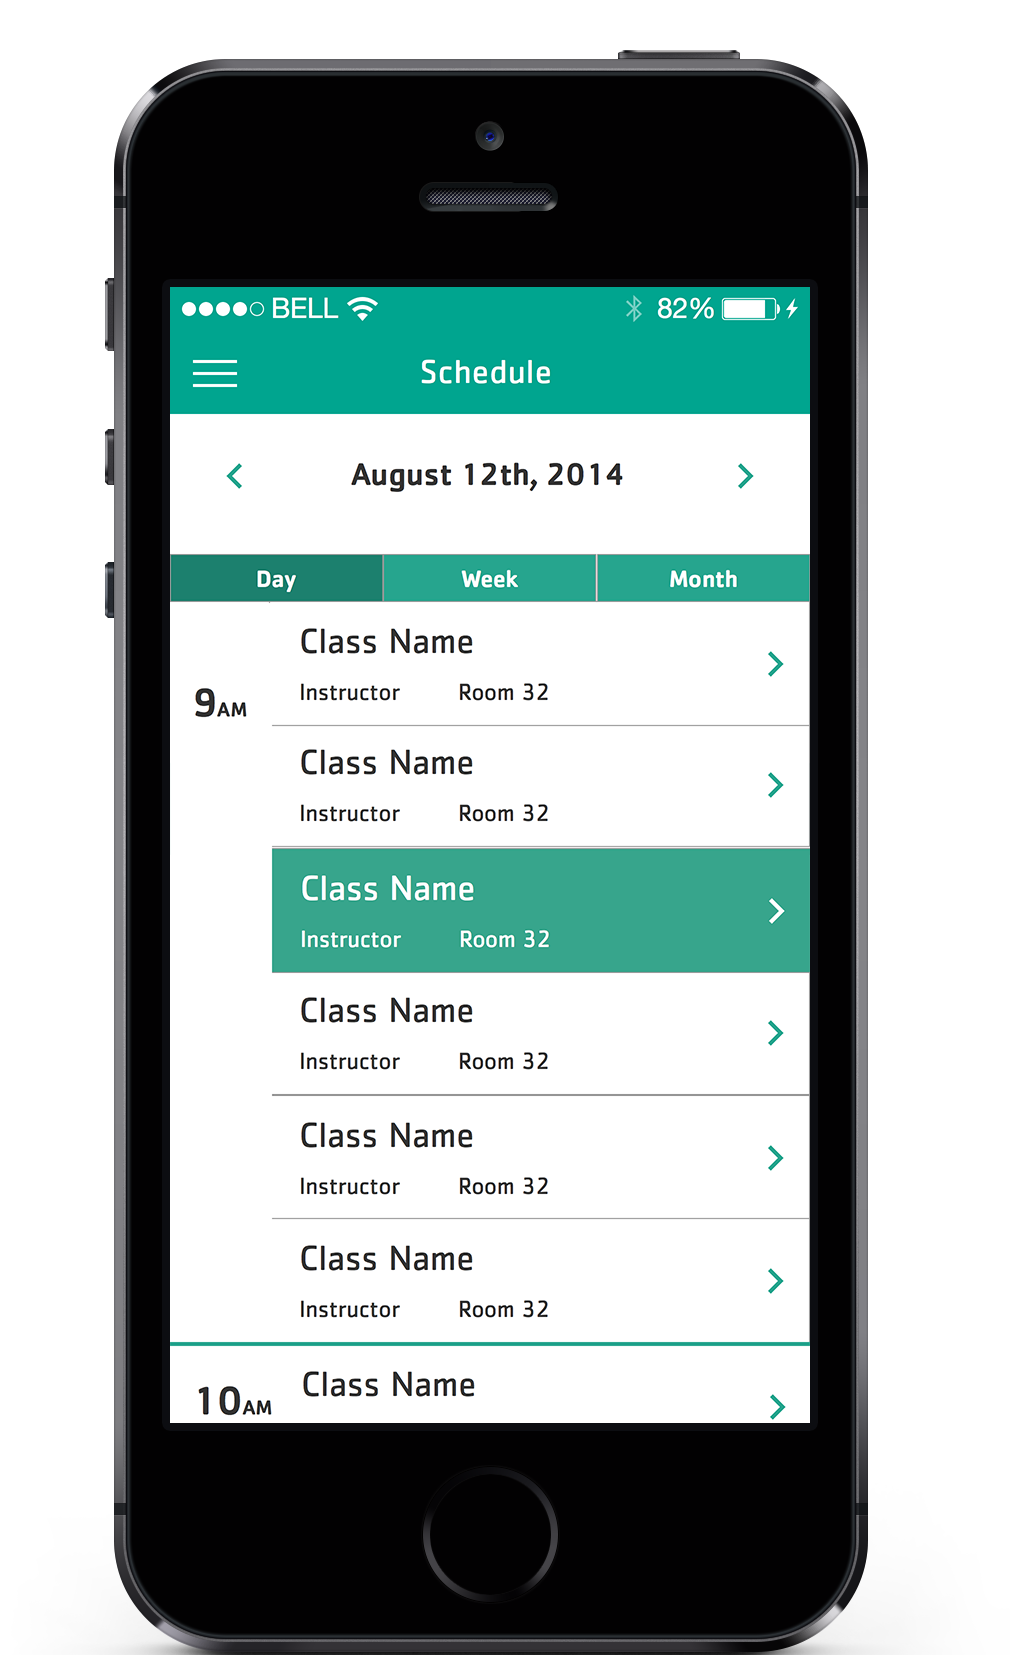 BELL 82%
Schedule
August 12th, 2014
Day Week Month
Class Name
Instructor Room 32
9AM
Class Name
Instructor Room 32
Class Name
Instructor Room 32
Class Name
Instructor Room 32
Class Name
Instructor Room 32
Class Name
Instructor Room 32
Class Name
10AM